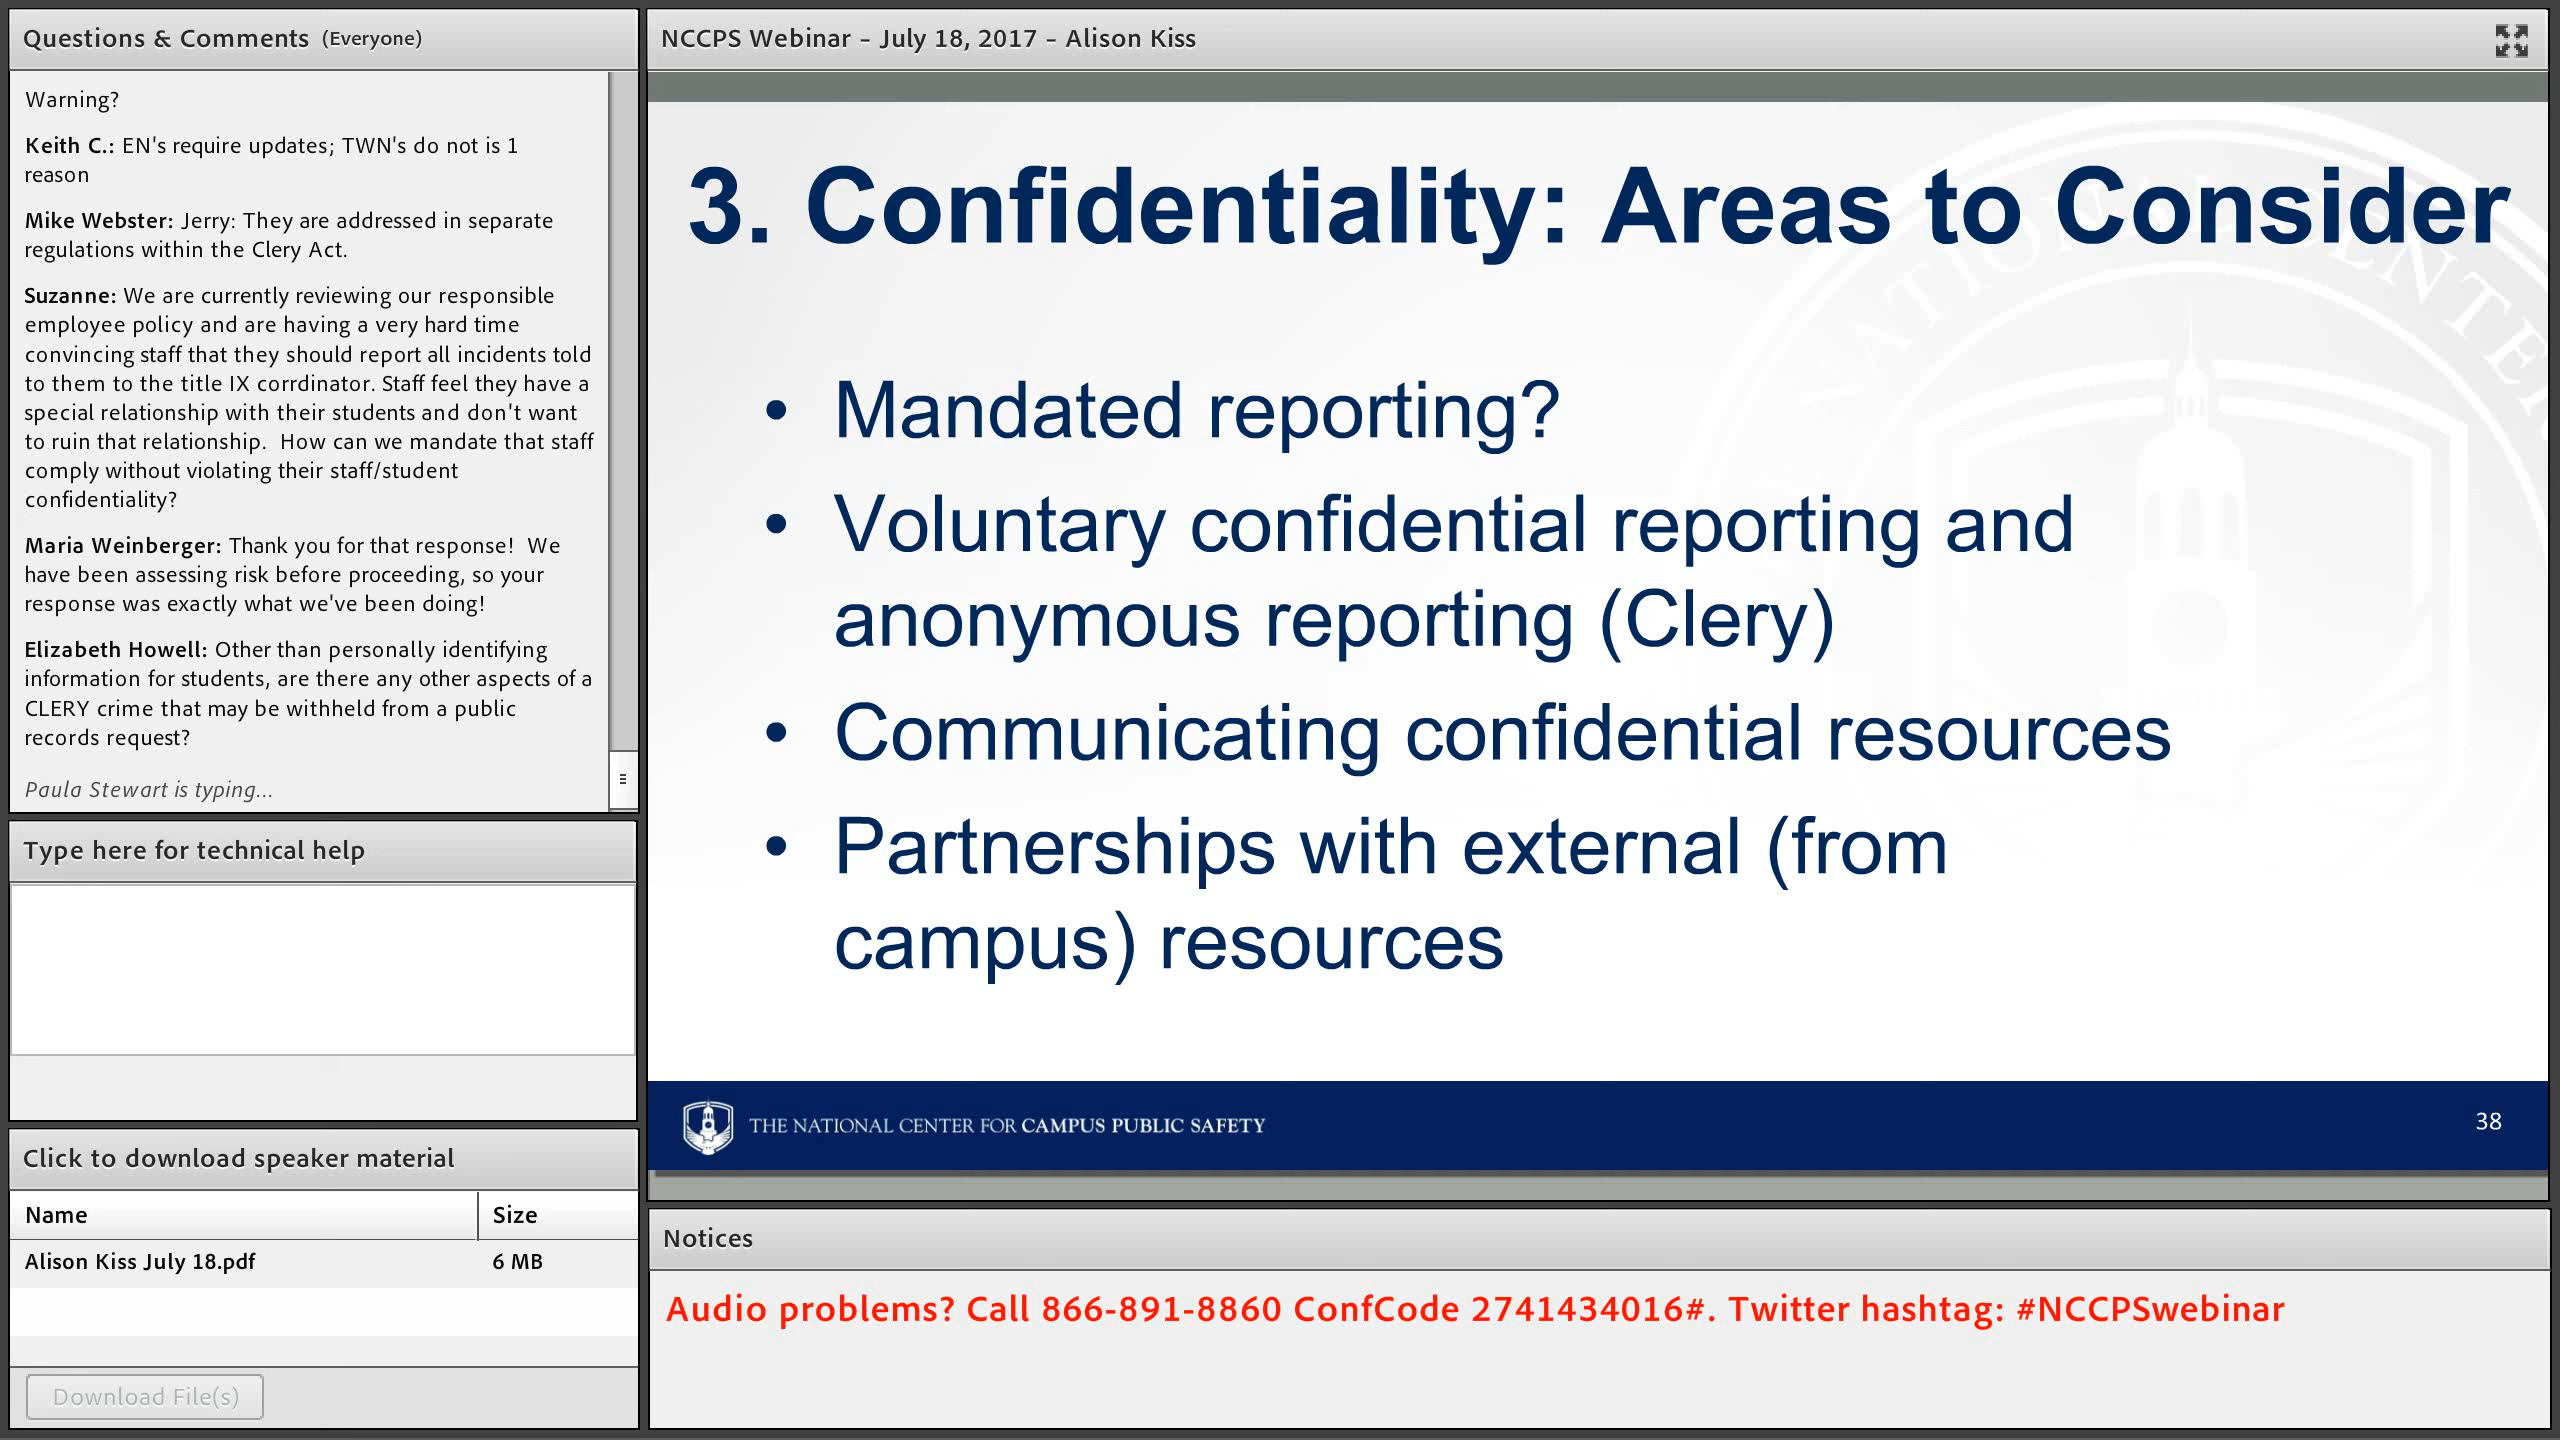 Questions & Comments (Everyone)
Warning?
Keith C.: EN's require updates; TWN's do not is 1
reason
Mike Webster: Jerry: They are addressed in separate
regulations within the Clery Act.
Suzanne: We are currently reviewing our responsible
employee policy and are having a very hard time
convincing staff that they should report all incidents told
to them to the title IX corrdinator. Staff feel they have a
special relationship with their students and don't want
to ruin that relationship.  How can we mandate that staff
comply without violating their staff/student
confidentiality?
Maria Weinberger: Thank you for that response!  We
have been assessing risk before proceeding, so your
response was exactly what we've been doing!
Elizabeth Howell: Other than personally identifying
information for students, are there any other aspects of a
CLERY crime that may be withheld from a public
records request?
Paula Stewart is typing...
Type here for technical help
Click to download speaker material
Name Size
Alison Kiss July 18.pdf 6 MB
Download File(s)
NCCPS Webinar – July 18, 2017 – Alison Kiss
3. Confidentiality: Areas to Consider
• Mandated reporting?
• Voluntary confidential reporting and
anonymous reporting (Clery)
• Communicating confidential resources
• Partnerships with external (from
campus) resources
THE NATIONAL CENTER FOR CAMPUS PUBLIC SAFETY
38
Notices
Audio problems? Call 866-891-8860 ConfCode 2741434016#. Twitter hashtag: #NCCPSwebinar